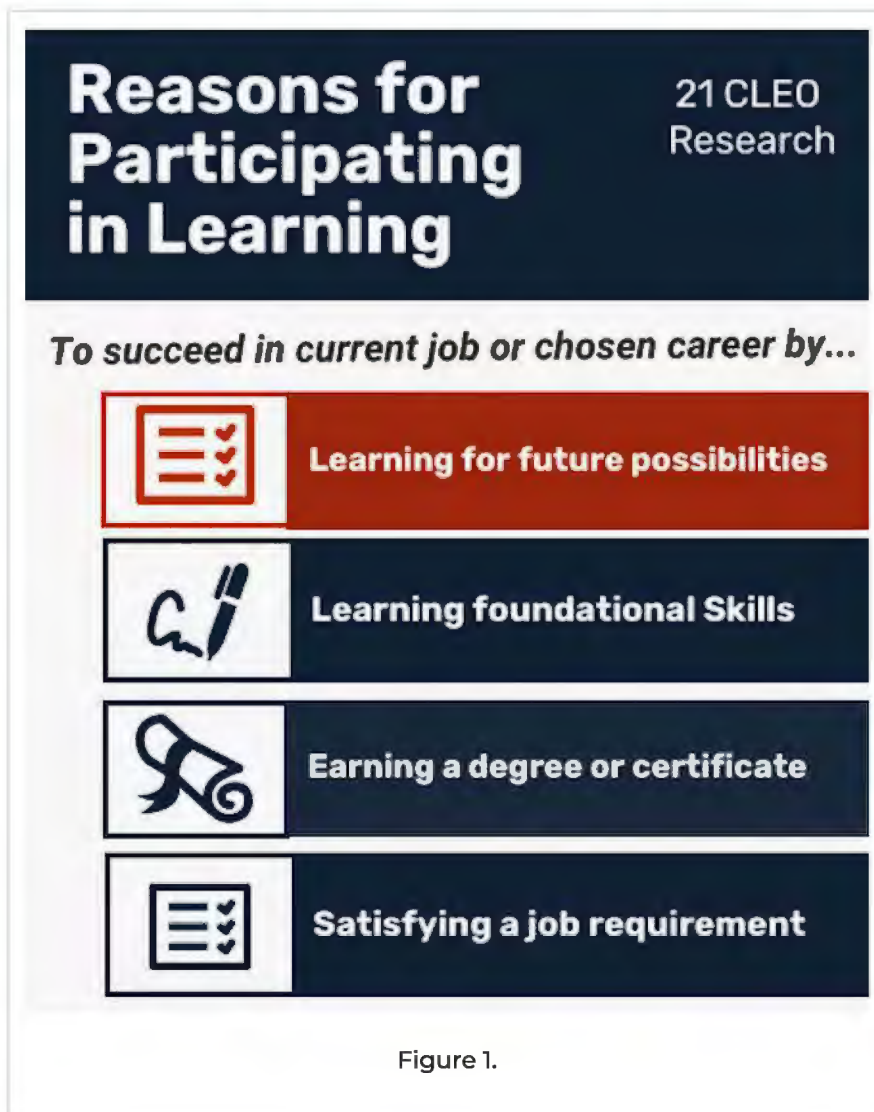 Reasons for
Participating
in Learning
21 CLEO
Research
To succeed in current job or chosen career by...
Learning for future possibilities
Learning foundational Skills
Earning a degree or certificate
Satisfying a job requirement
Figure 1.